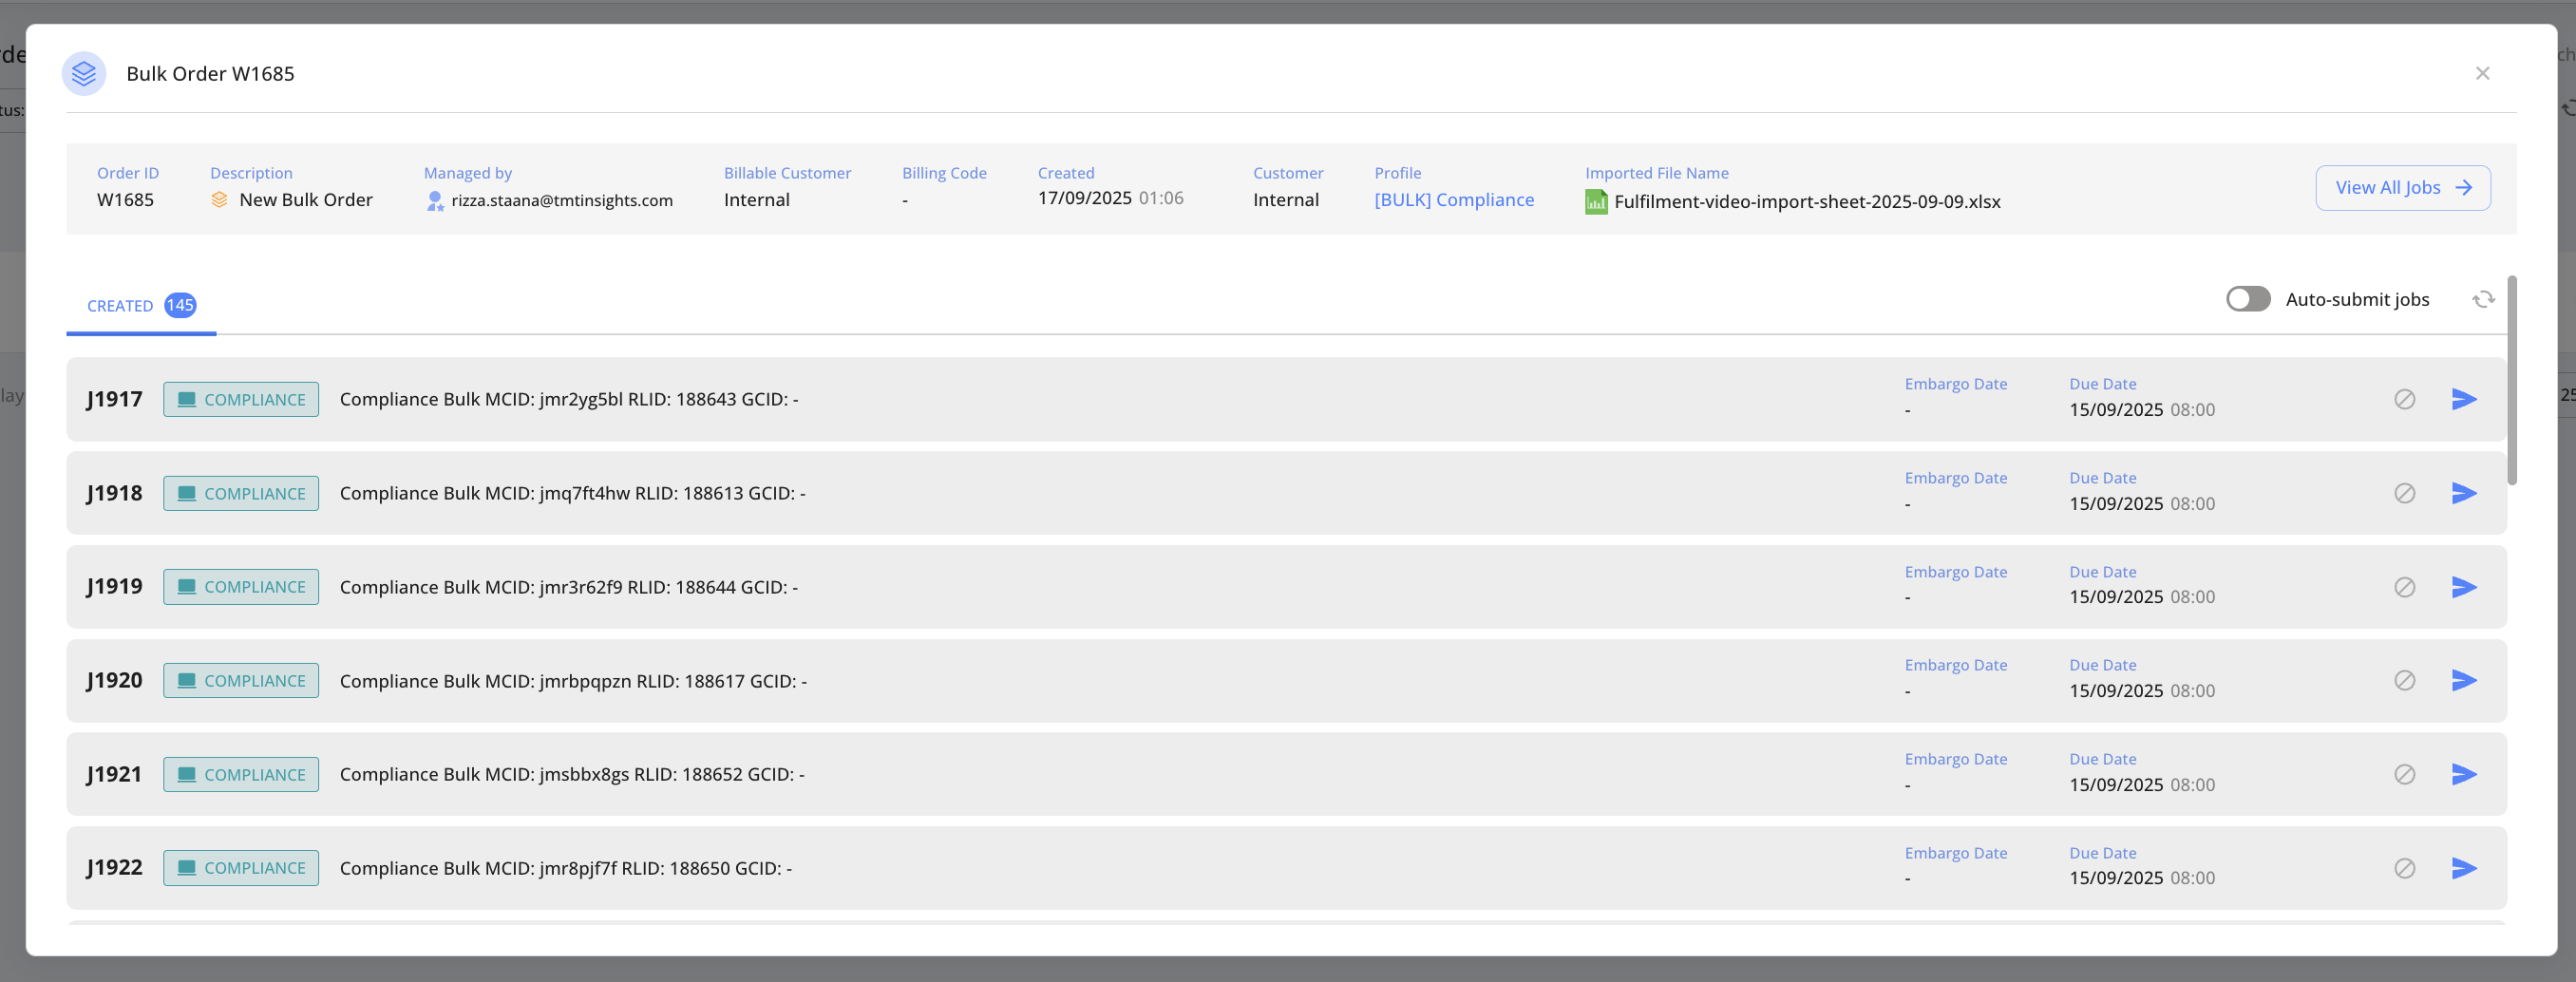 Bulk Order W1685
Order ID
W1685
Description
New Bulk Order
Managed by
rizza.staana@tmtinsights.com
Billable Customer
Internal
Billing Code
-
Created
17/09/2025 01:06
Customer
Internal
Profile
[BULK] Compliance
Imported File Name
Fulfilment-video-import-sheet-2025-09-09.xlsx
View All Jobs
CREATED 145
Auto-submit jobs
J1917 COMPLIANCE Compliance Bulk MCID: jmr2yg5bl RLID: 188643 GCID: -
Embargo Date
-
Due Date
15/09/2025 08:00
J1918 COMPLIANCE Compliance Bulk MCID: jmq7ft4hw RLID: 188613 GCID: -
Embargo Date
-
Due Date
15/09/2025 08:00
J1919 COMPLIANCE Compliance Bulk MCID: jmr3r62f9 RLID: 188644 GCID: -
Embargo Date
-
Due Date
15/09/2025 08:00
J1920 COMPLIANCE Compliance Bulk MCID: jmrbpqpzn RLID: 188617 GCID: -
Embargo Date
-
Due Date
15/09/2025 08:00
J1921 COMPLIANCE Compliance Bulk MCID: jmsbbx8gs RLID: 188652 GCID: -
Embargo Date
-
Due Date
15/09/2025 08:00
J1922 COMPLIANCE Compliance Bulk MCID: jmr8pjf7f RLID: 188650 GCID: -
Embargo Date
-
Due Date
15/09/2025 08:00